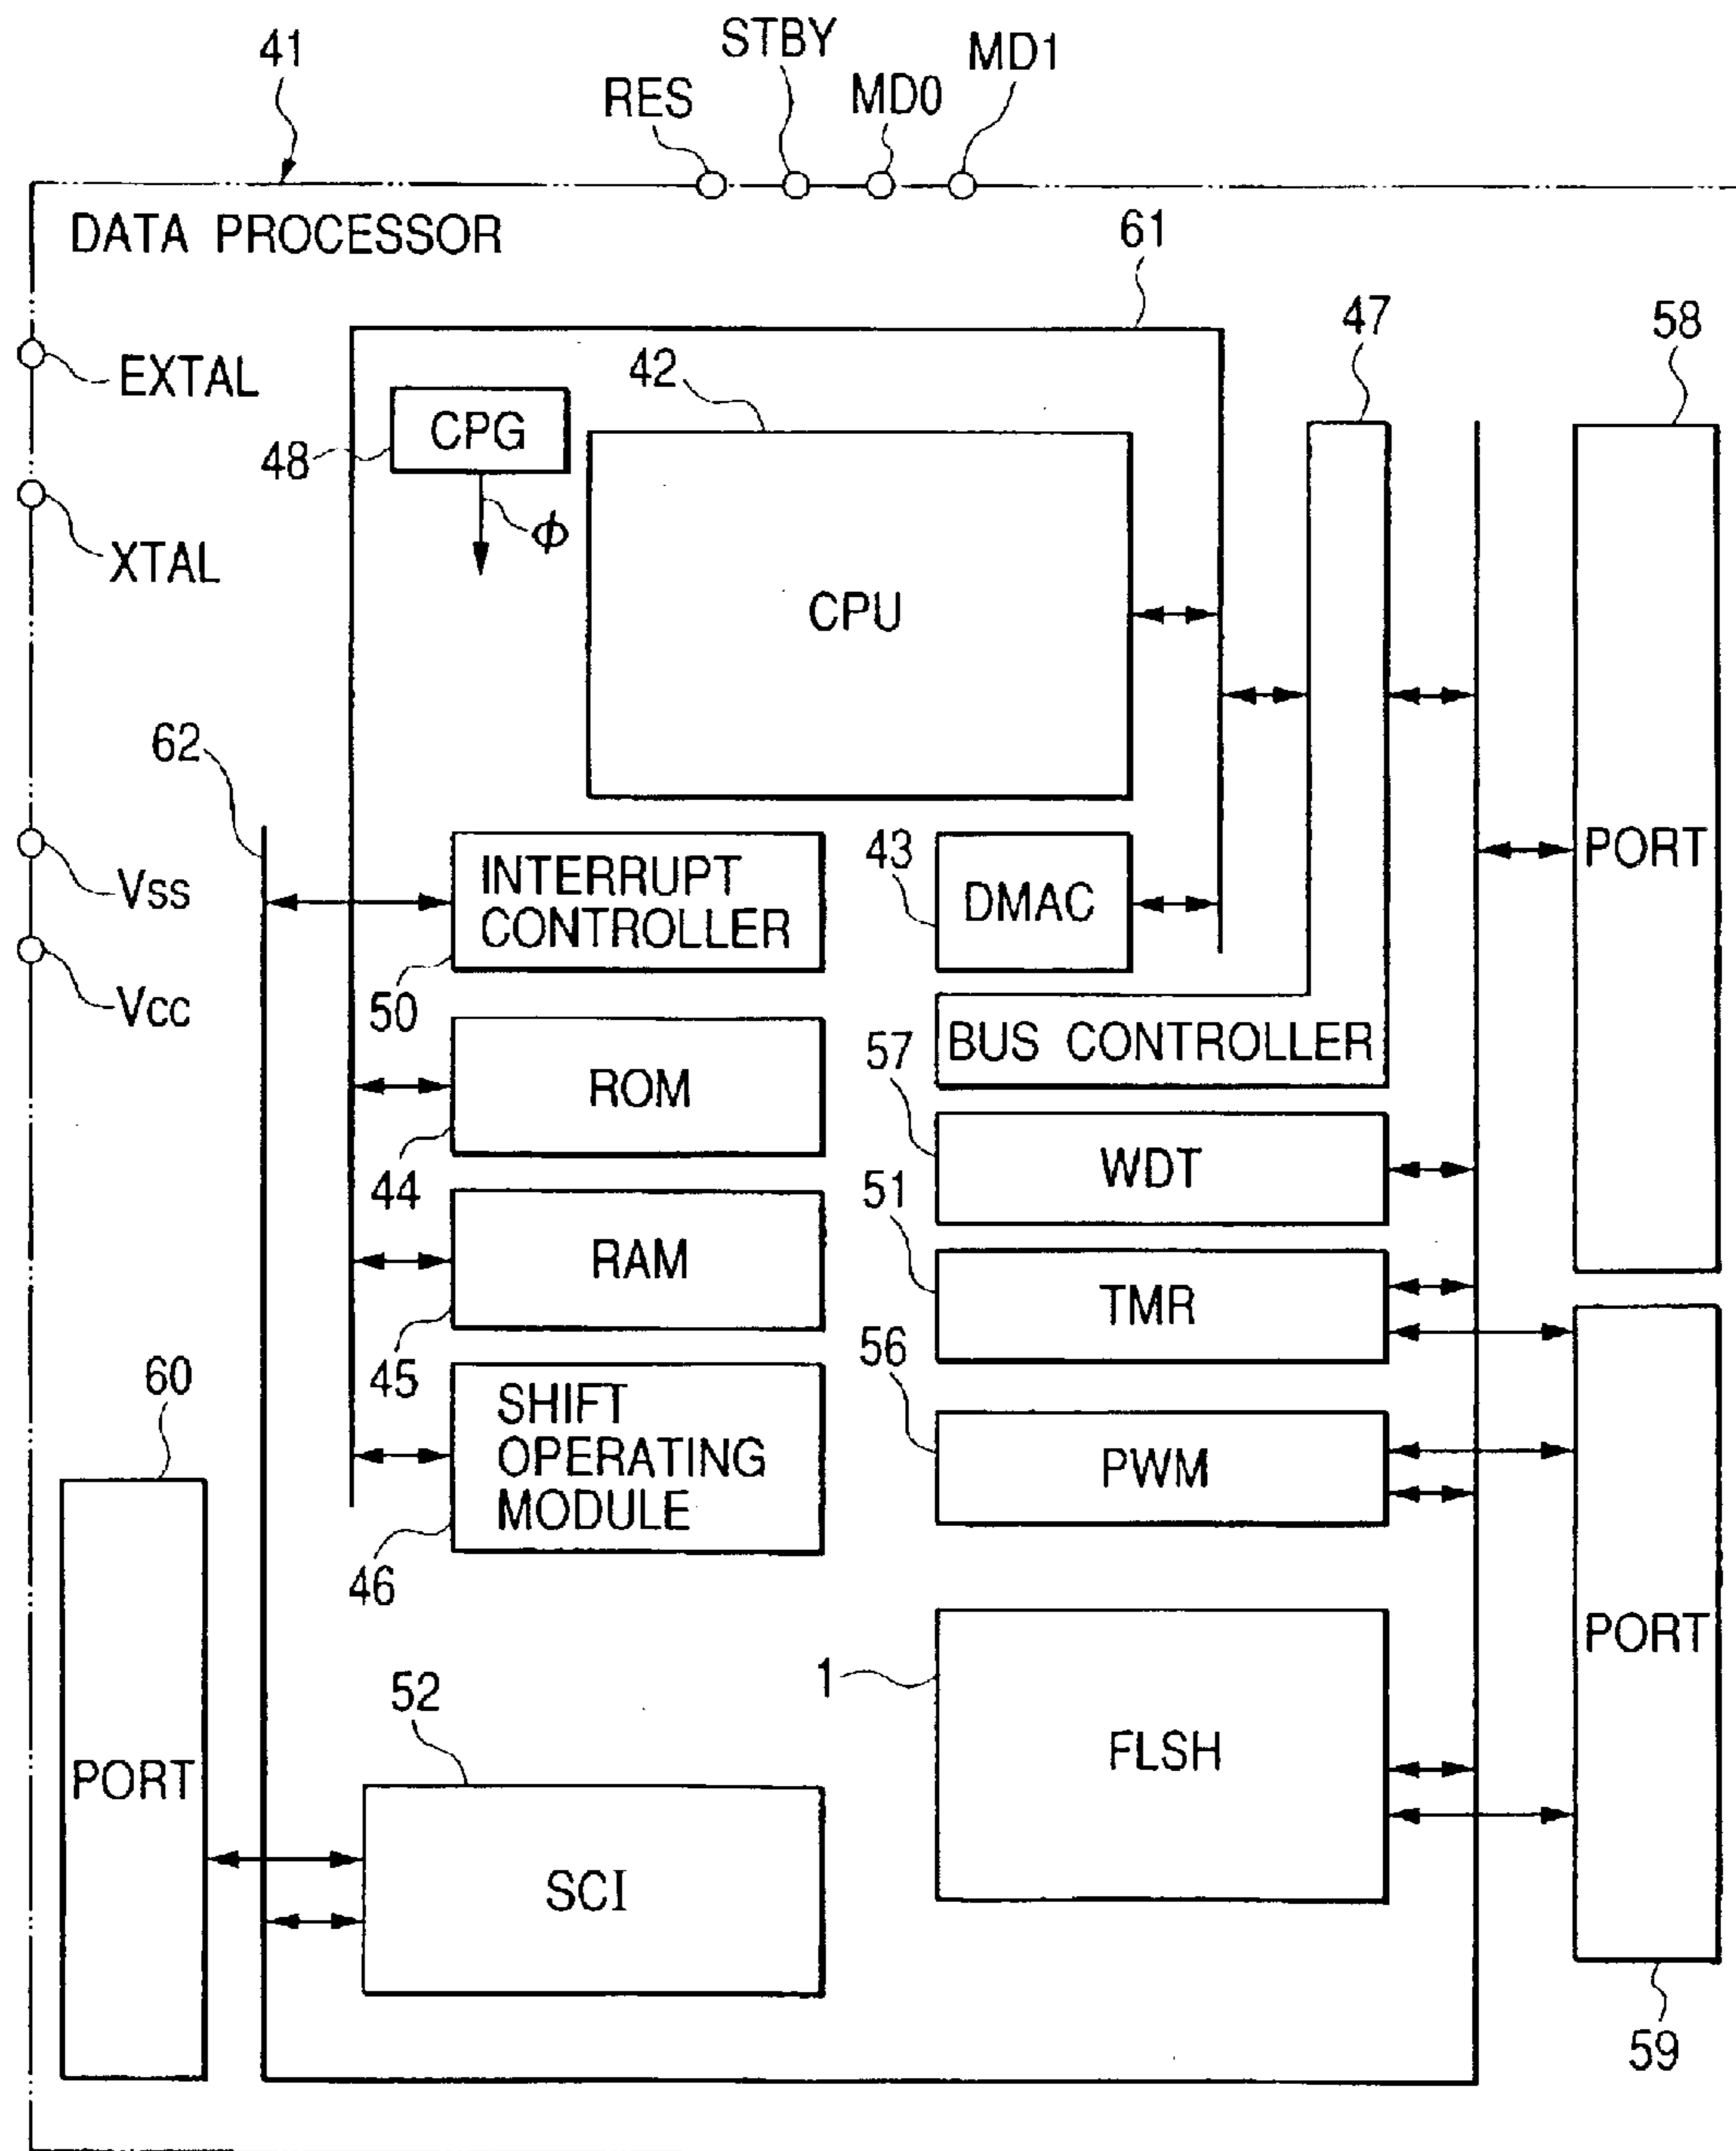 41
RES
STBY
MD0
MD1
DATA PROCESSOR
61
47
58
EXTAL
42
CPG
48
φ
XTAL
CPU
62
PORT
INTERRUPT
CONTROLLER
43
DMAC
Vss
Vcc
50
BUS CONTROLLER
57
ROM
44
WDT
51
RAM
TMR
45
56
60
SHIFT
OPERATING
MODULE
PWM
46
PORT
1
52
FLSH
PORT
SCI
59